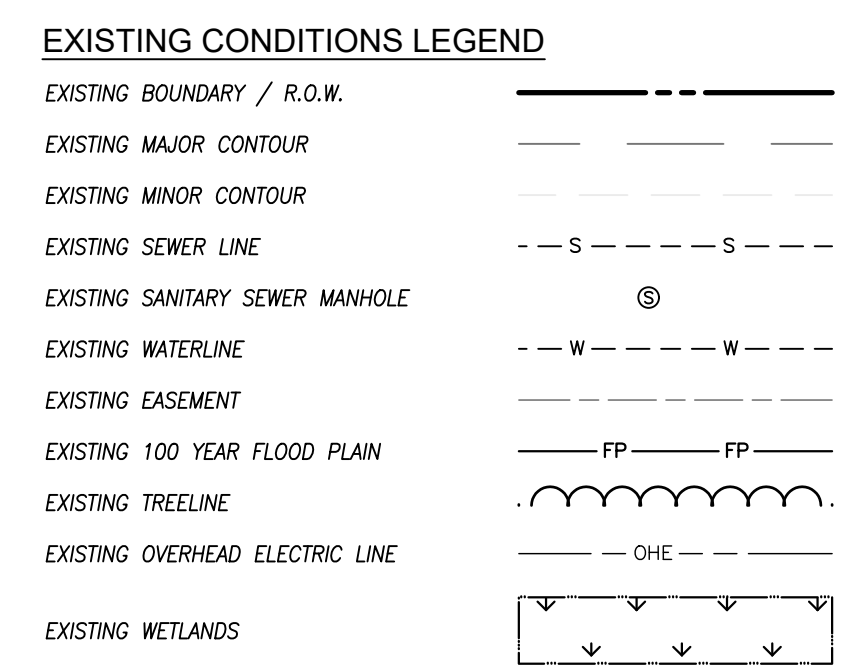 EXISTING CONDITIONS LEGEND
EXISTING BOUNDARY / R.O.W.
EXISTING MAJOR CONTOUR
EXISTING MINOR CONTOUR
EXISTING SEWER LINE S S
EXISTING SANITARY SEWER MANHOLE S
EXISTING WATERLINE W W
EXISTING EASEMENT
EXISTING 100 YEAR FLOOD PLAIN FP FP
EXISTING TREELINE
EXISTING OVERHEAD ELECTRIC LINE OHE
EXISTING WETLANDS